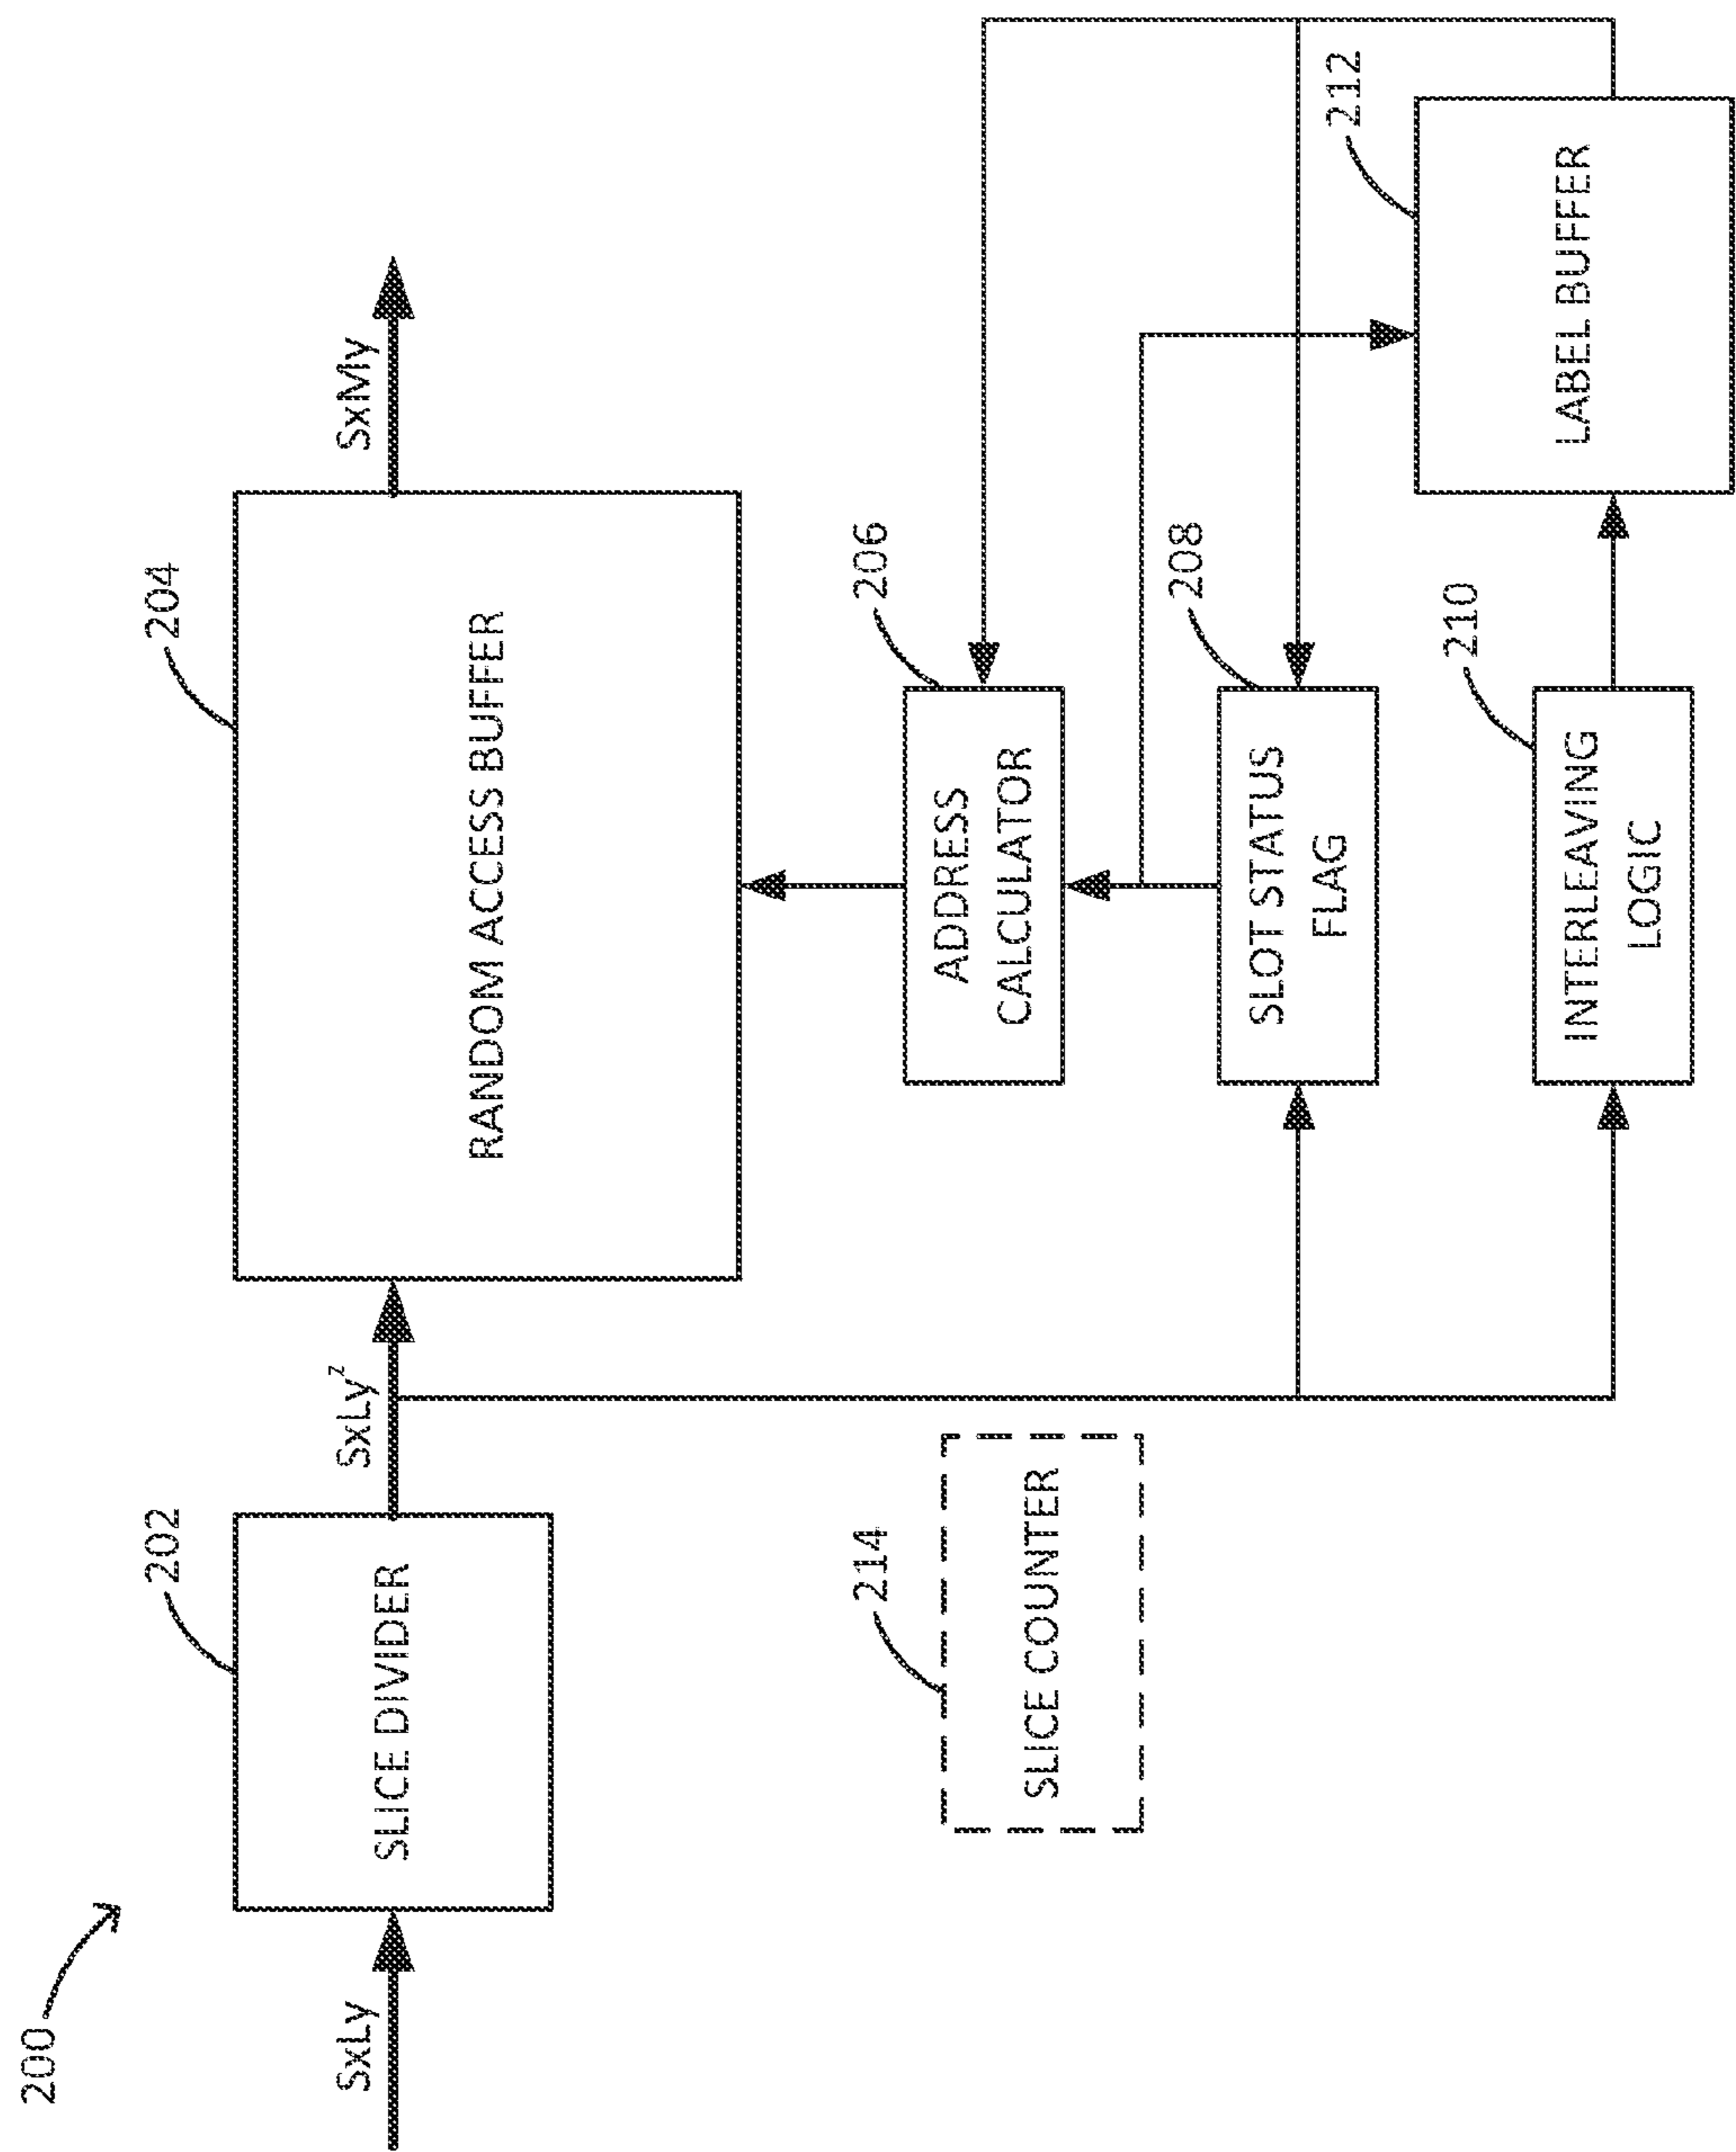 200
202
SLICE DIVIDER
SxLy
SxLy^z
204
RANDOM ACCESS BUFFER
SxMy
214
SLICE COUNTER
206
ADDRESS
CALCULATOR
208
SLOT STATUS
FLAG
210
INTERLEAVING
LOGIC
212
LABEL BUFFER